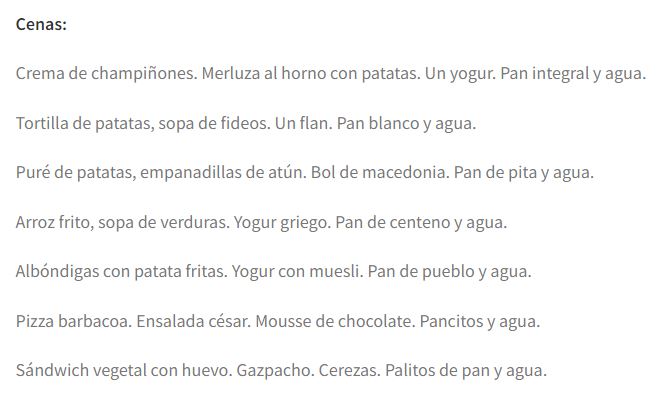 Cenas:
Crema de champiñones. Merluza al horno con patatas. Un yogur. Pan integral y agua.
Tortilla de patatas, sopa de fideos. Un flan. Pan blanco y agua.
Puré de patatas, empanadillas de atún. Bol de macedonia. Pan de pita y agua.
Arroz frito, sopa de verduras. Yogur griego. Pan de centeno y agua.
Albóndigas con patata fritas. Yogur con muesli. Pan de pueblo y agua.
Pizza barbacoa. Ensalada césar. Mousse de chocolate. Pancitos y agua.
Sándwich vegetal con huevo. Gazpacho. Cerezas. Palitos de pan y agua.